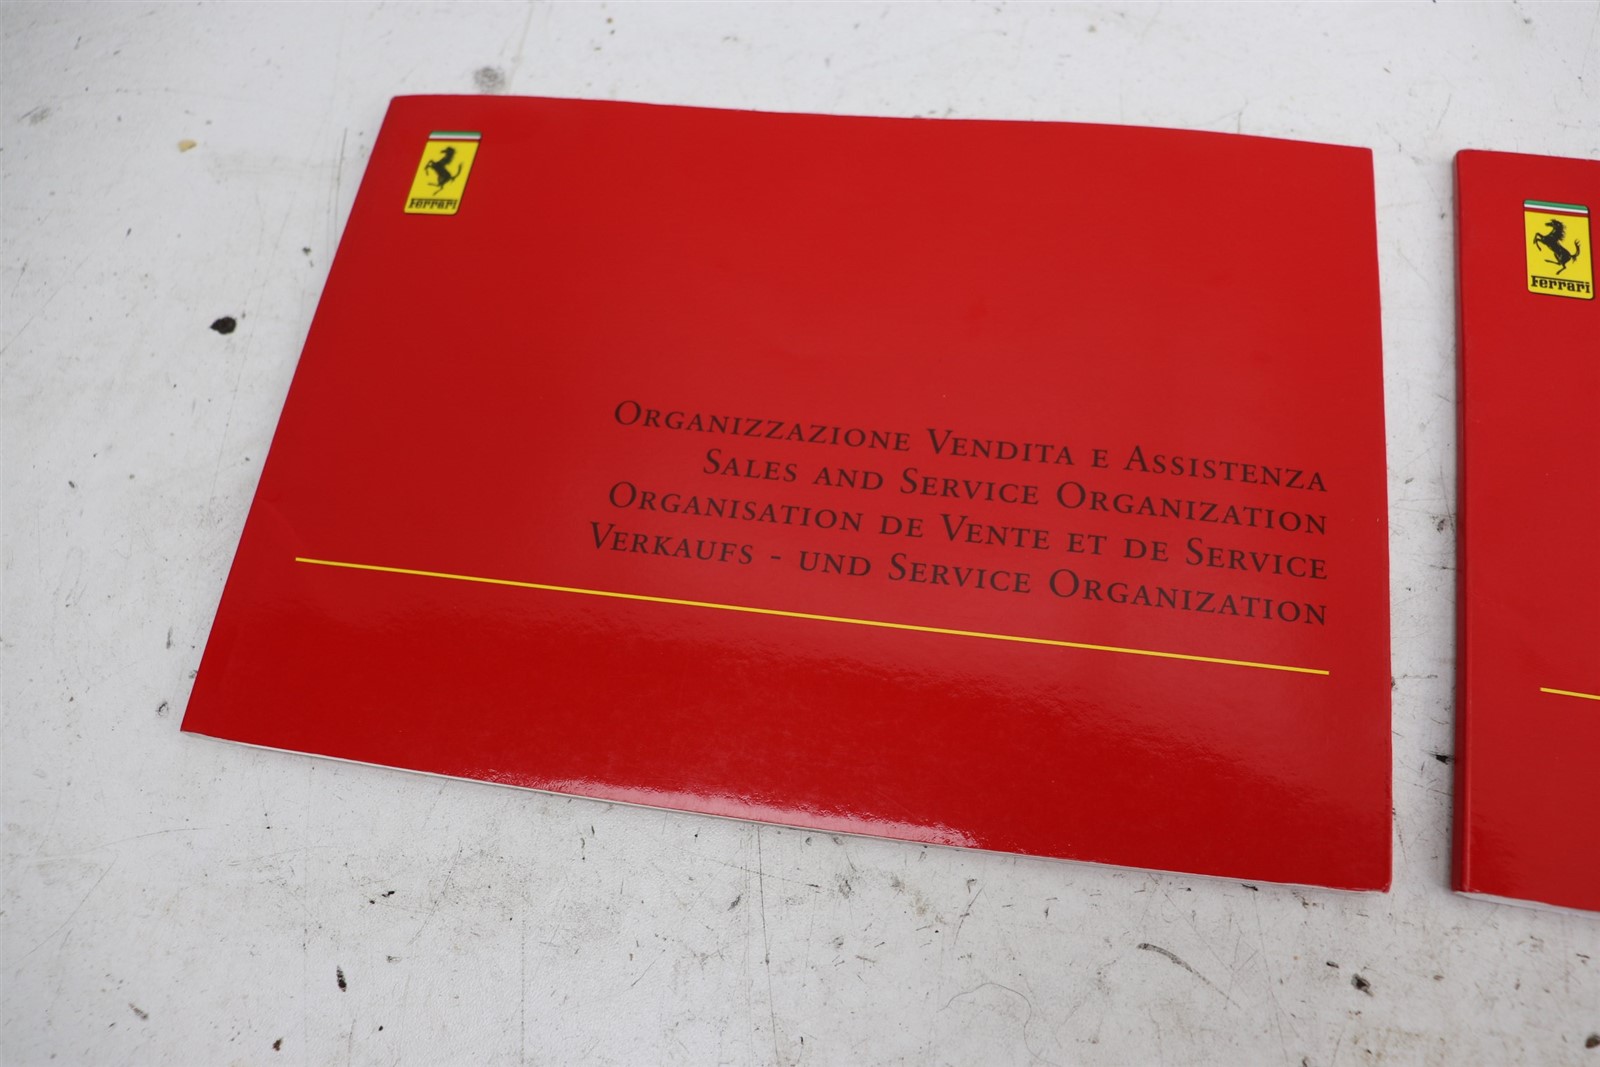 Ferrari
ORGANIZZAZIONE VENDITA E ASSISTENZA
SALES AND SERVICE ORGANIZATION
ORGANISATION DE VENTE ET DE SERVICE
VERKAUFS - UND SERVICE ORGANIZATION
Ferrari